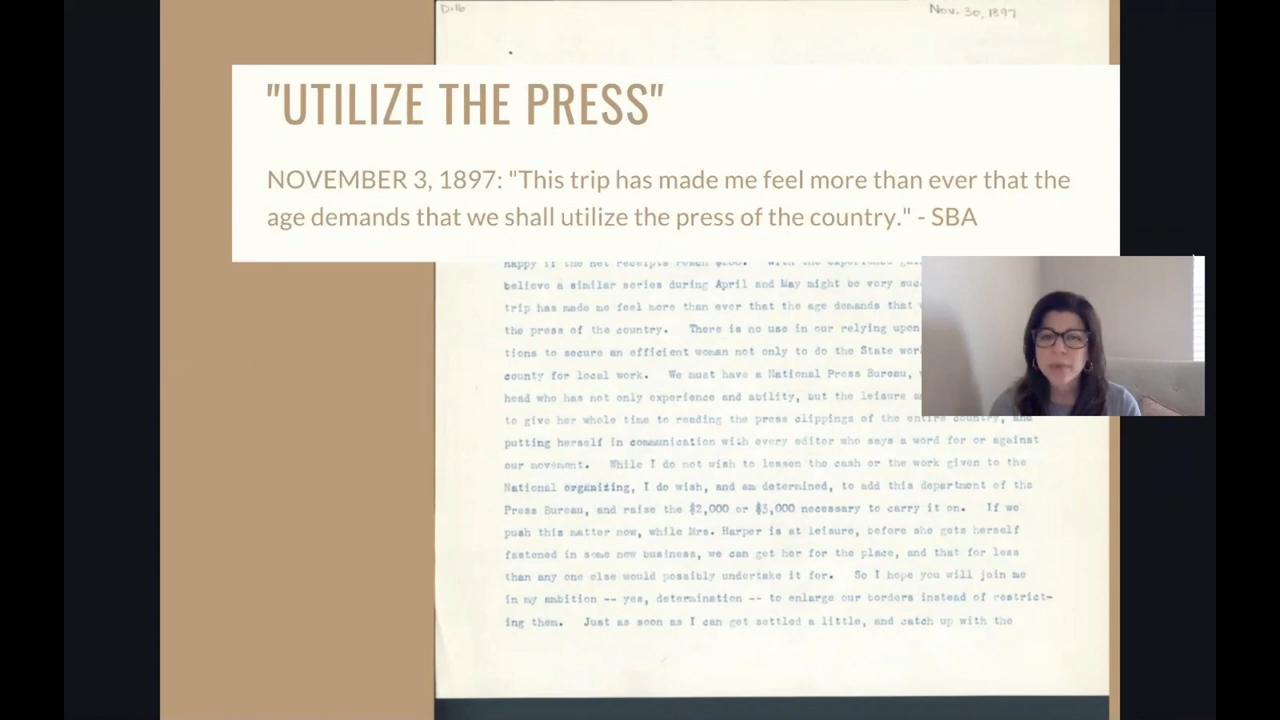 D-16
Nov. 30, 1897
"UTILIZE THE PRESS"
NOVEMBER 3, 1897: "This trip has made me feel more than ever that the
age demands that we shall utilize the press of the country." - SBA
happy if the net receipts reach $200. With the experience
believe a similar series during April and May might be very
trip has made me feel more than ever that the age demands that
the press of the country. There is no use in our relying upon
tions to secure an efficient woman not only to do the State
county for local work. We must have a National Press Bureau,
head who has not only experience and ability, but the leisure
to give her whole time to reading the press clippings of the entire country, and
putting herself in communication with every editor who says a word for or against
our movement. While I do not wish to lessen the cash or the work given to the
National organizing, I do wish, and am determined, to add this department of the
Press Bureau, and raise the $2,000 or $3,000 necessary to carry it on. If we
push this matter now, while Mrs. Harper is at leisure, before she gets herself
fastened in some new business, we can get her for the place, and that for less
than any one else would possibly undertake it for. So I hope you will join me
in my ambition -- yes, determination -- to enlarge our borders instead of restrict-
ing them. Just as soon as I can get settled a little, and catch up with the